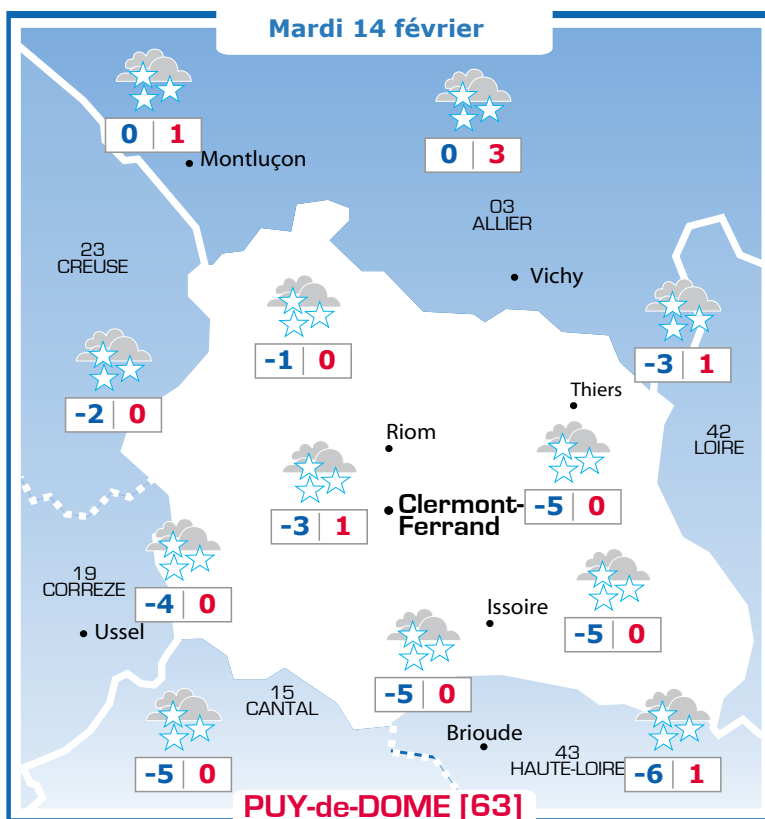 Mardi 14 février
0 1
Montluçon
0 3
03
ALLIER
23
CREUSE
Vichy
-1 0
-3 1
-2 0
Thiers
42
LOIRE
Riom
-5 0
Clermont-
Ferrand
-3 1
19
CORREZE
-4 0
Ussel
Issoire
-5 0
-5 0
15
CANTAL
Brioude
43
HAUTE-LOIRE
-5 0
-6 1
PUY-de-DOME [63]